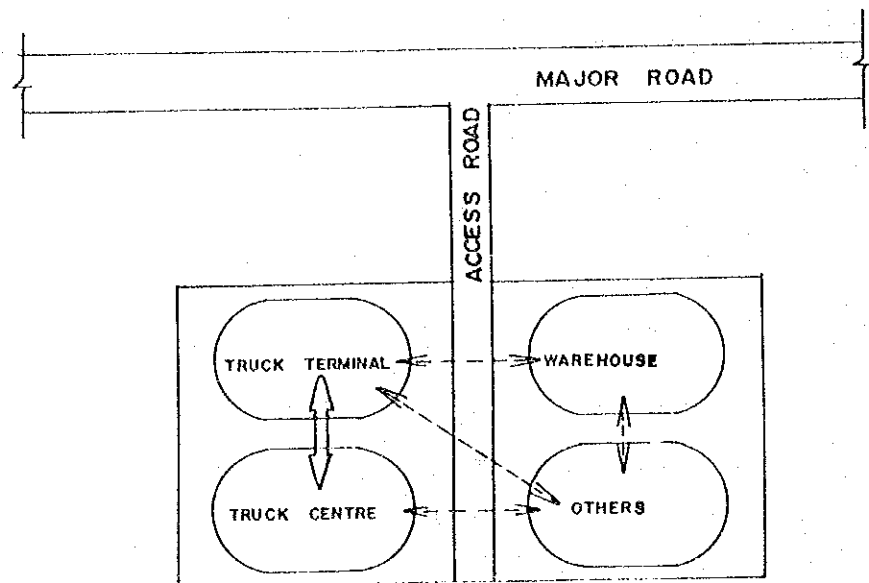 MAJOR ROAD
ACCESS ROAD
TRUCK TERMINAL
WAREHOUSE
TRUCK CENTRE
OTHERS